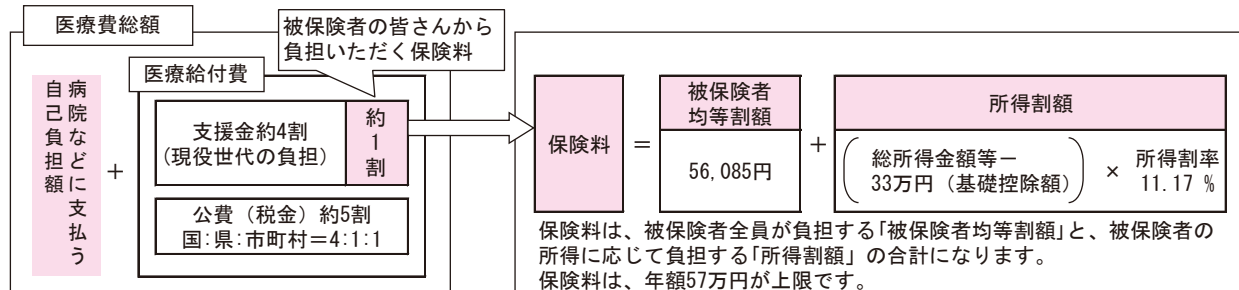 医療費総額
被保険者の皆さんから
負担いただく保険料
医療給付費
病院などに支払う
自己負担額
+
支援金約4割
(現役世代の負担)
約1割
公費（税金）約5割
国:県:市町村＝4:1:1
保険料
=
被保険者
均等割額
56,085円
+
所得割額
総所得金額等－
33万円（基礎控除額）
×
所得割率
11.17 %
保険料は、被保険者全員が負担する「被保険者均等割額」と、被保険者の
所得に応じて負担する「所得割額」の合計になります。
保険料は、年額57万円が上限です。